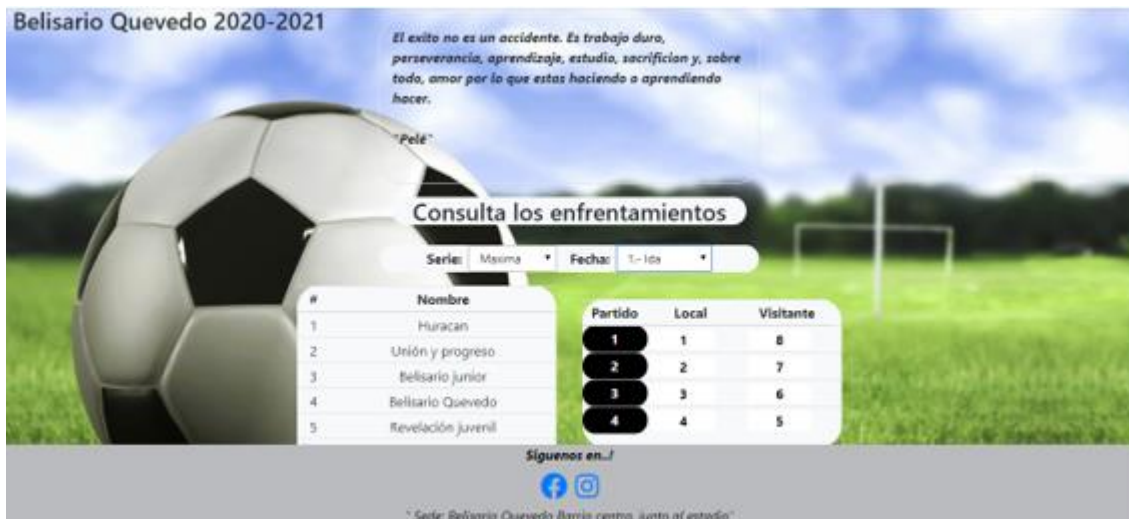 Belisario Quevedo 2020-2021
El exito no es un accidente. Es trabajo duro,
perseverancia, aprendizaje, estudio, sacrificion y, sobre
todo, amor por lo que estas haciendo o aprendiendo
hacer.
"Pelé"
Consulta los enfrentamientos
Serie: Maxima Fecha: 1.- Ida
# Nombre
1 Huracan
2 Unión y progreso
3 Belisario junior
4 Belisario Quevedo
5 Revelación juvenil
Partido Local Visitante
1 1 8
2 2 7
3 3 6
4 4 5
Siguenos en..!
" Sede: Belisario Quevedo Barrio centro, junto al estadio"